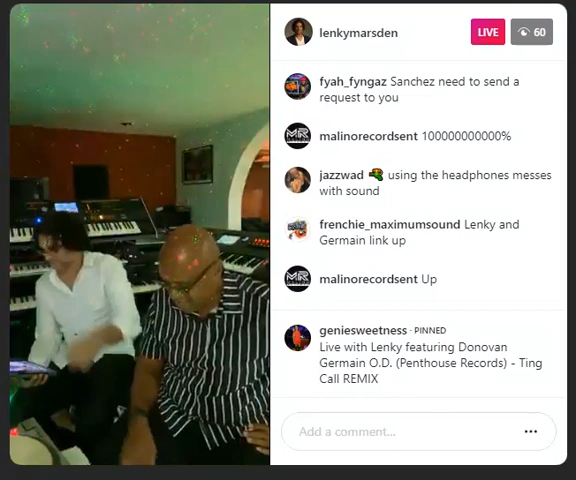 lenkymarsden
LIVE
60
fyah_fyngaz Sanchez need to send a
request to you
malinorecordsent 100000000000%
jazzwad using the headphones messes
with sound
frenchie_maximumsound Lenky and
Germain link up
malinorecordsent Up
geniesweetness · PINNED
Live with Lenky featuring Donovan
Germain O.D. (Penthouse Records) - Ting
Call REMIX
Add a comment...